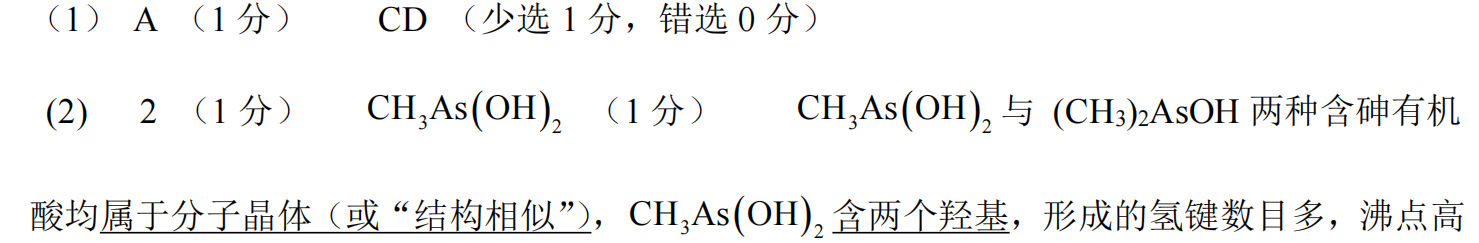 （1） A （1 分） CD （少选 1 分，错选 0 分）
(2) 2 （1 分） CH₃As(OH)₂ （1 分） CH₃As(OH)₂ 与 (CH3)₂AsOH 两种含砷有机
酸均属于分子晶体（或“结构相似”），CH₃As(OH)₂ 含两个羟基，形成的氢键数目多，沸点高